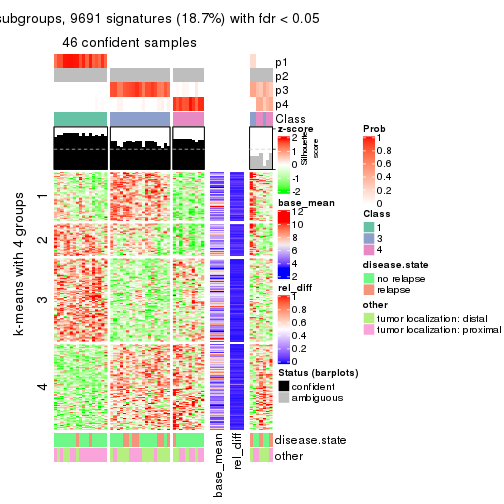 subgroups, 9691 signatures (18.7%) with fdr < 0.05
46 confident samples
p1
p2
p3
p4
Class
Silhouette score
k-means with 4 groups
1
2
3
4
disease.state
other
base_mean
rel_diff
z-score
2
1
0
-1
-2
base_mean
12
10
8
6
4
2
rel_diff
1
0.8
0.6
0.4
0.2
0
Status (barplots)
confident
ambiguous
Prob
1
0.8
0.6
0.4
0.2
0
Class
1
3
4
disease.state
no relapse
relapse
other
tumor localization: distal
tumor localization: proximal